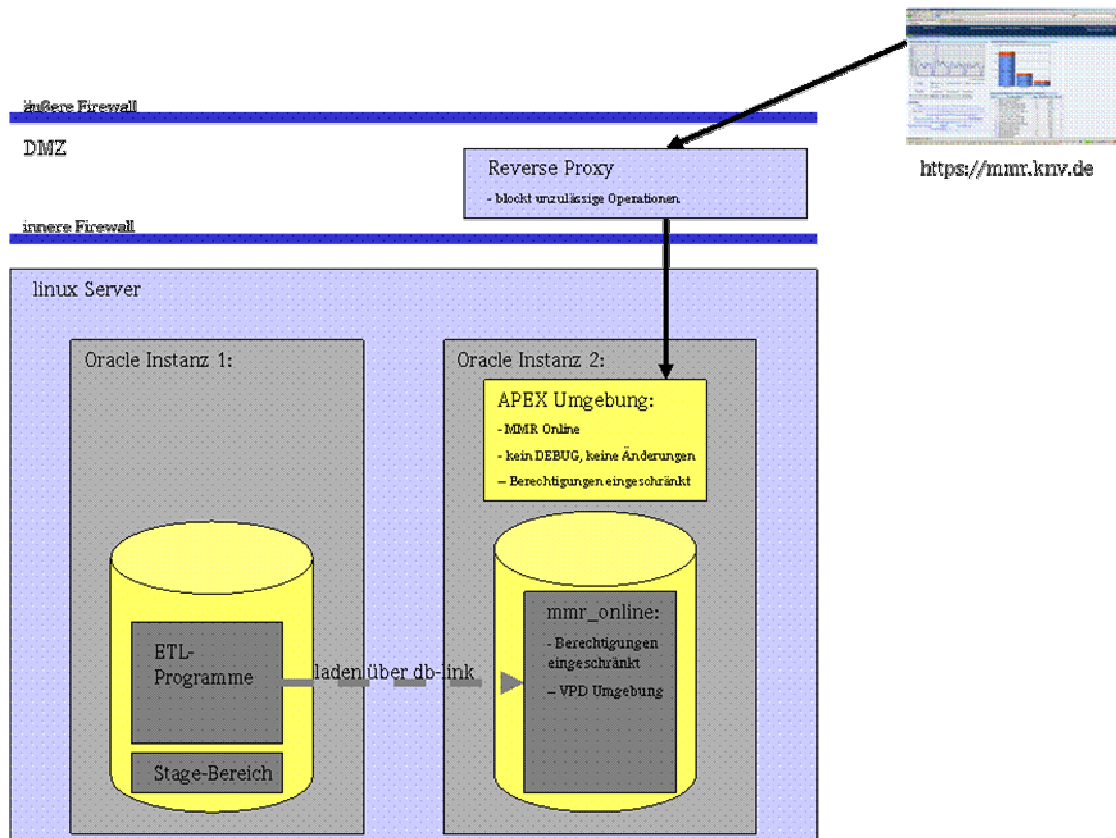 äußere Firewall
DMZ
Reverse Proxy
- blockt unzulässige Operationen
https://mmr.knv.de
innere Firewall
linux Server
Oracle Instanz 1:
Oracle Instanz 2:
APEX Umgebung:
- MMR Online
- kein DEBUG, keine Änderungen
– Berechtigungen eingeschränkt
ETL-
Programme
laden über db-link
Stage-Bereich
mmr_online:
- Berechtigungen
eingeschränkt
– VPD Umgebung